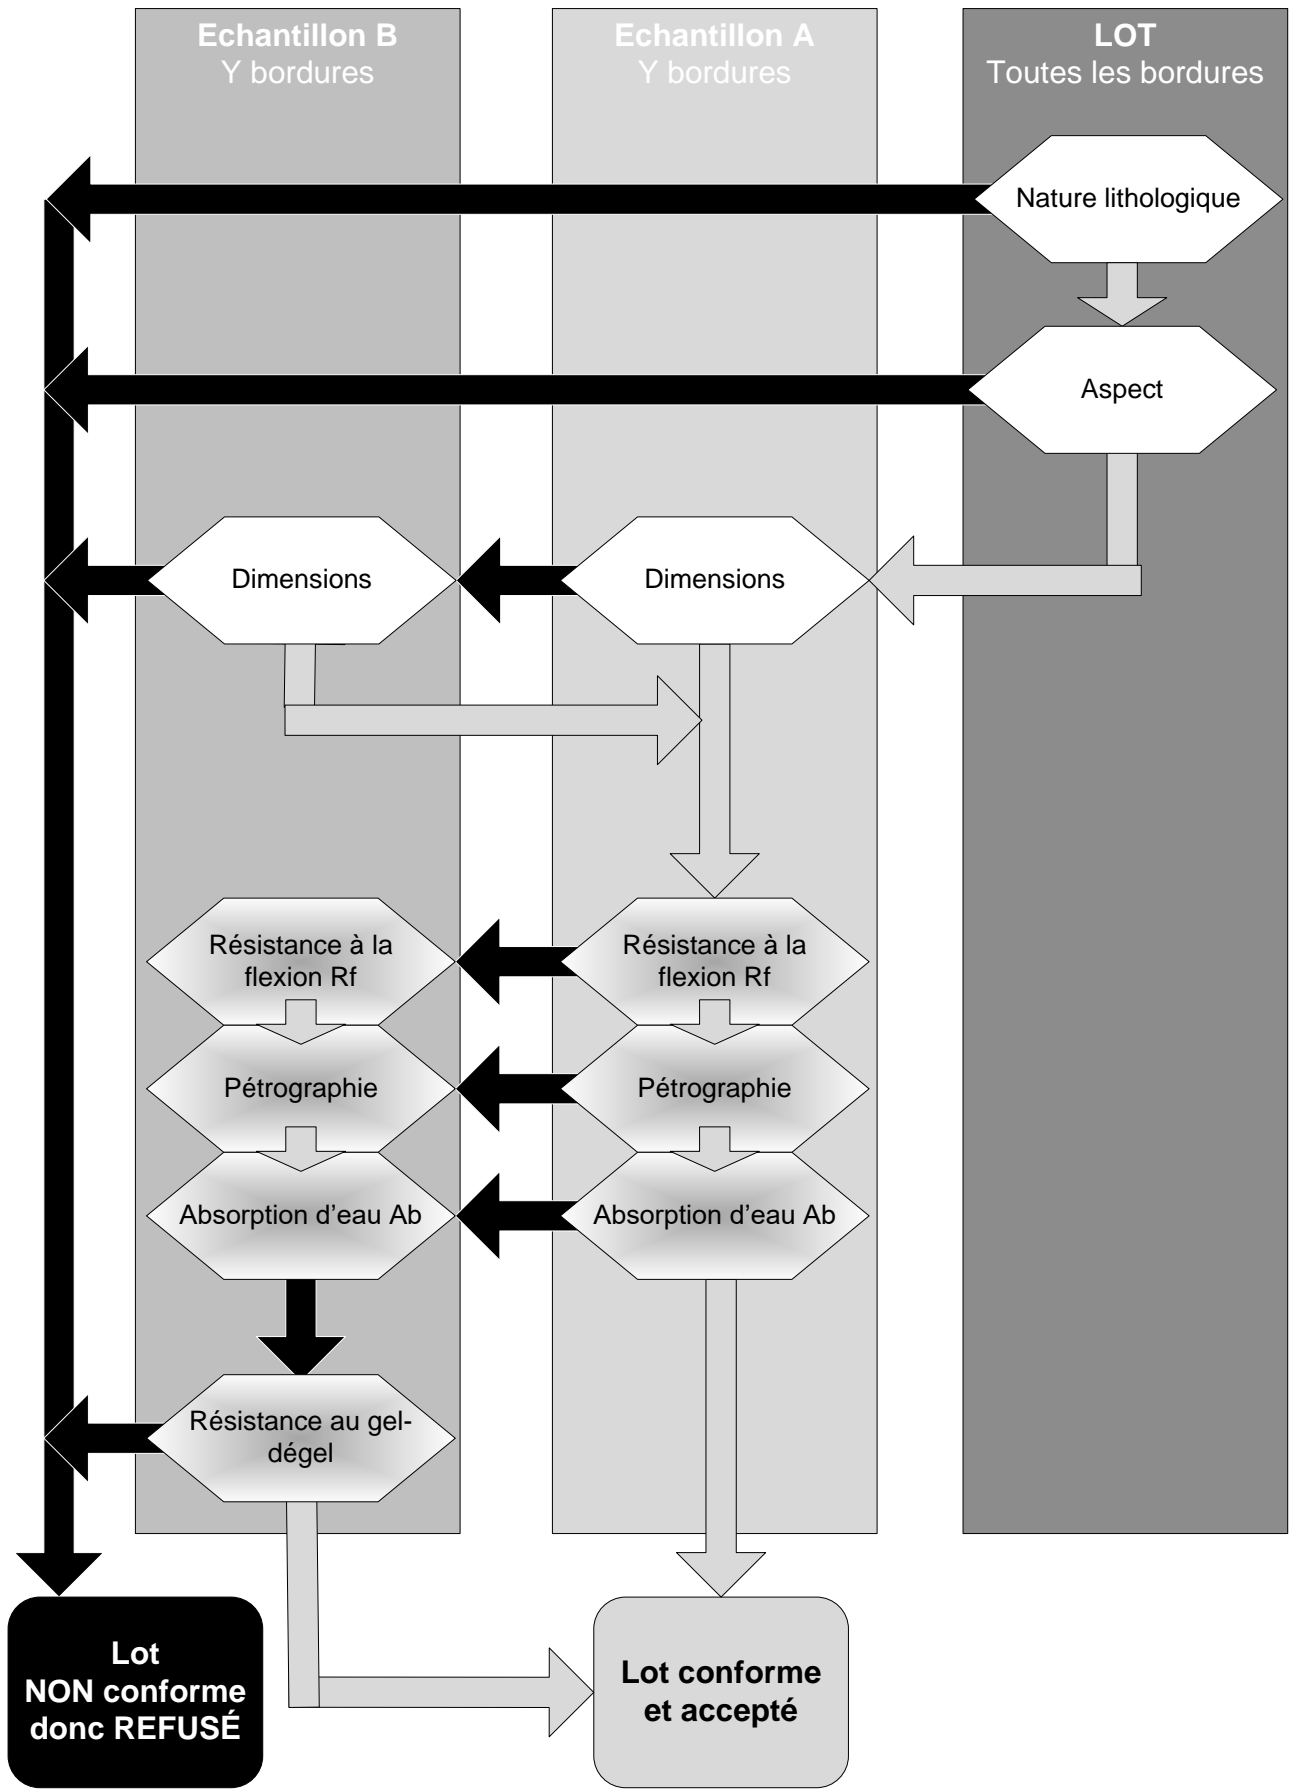 Echantillon B
Y bordures
Echantillon A
Y bordures
LOT
Toutes les bordures
Nature lithologique
Aspect
Dimensions
Dimensions
Résistance à la
flexion Rf
Résistance à la
flexion Rf
Pétrographie
Pétrographie
Absorption d'eau Ab
Absorption d'eau Ab
Résistance au gel-
dégel
Lot
NON conforme
donc REFUSÉ
Lot conforme
et accepté